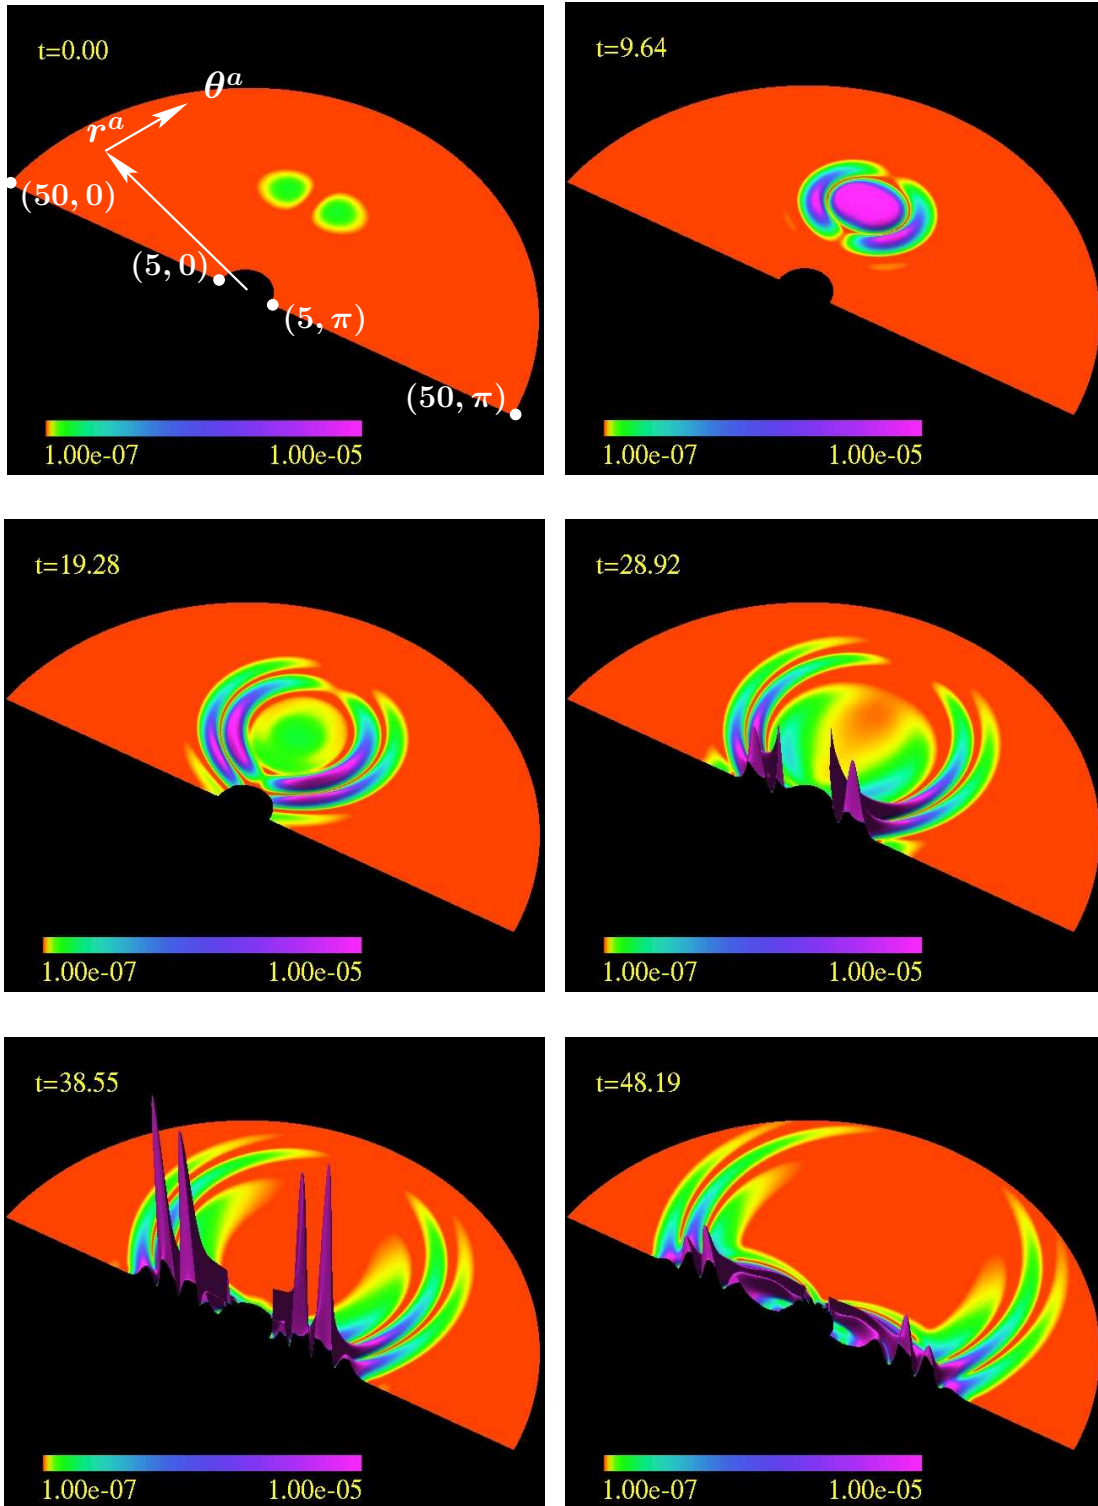 t=0.00
θᵃ
rᵃ
(50, 0)
(5, 0)
(5, π)
(50, π)
1.00e-07 1.00e-05
t=9.64
1.00e-07 1.00e-05
t=19.28
1.00e-07 1.00e-05
t=28.92
1.00e-07 1.00e-05
t=38.55
1.00e-07 1.00e-05
t=48.19
1.00e-07 1.00e-05